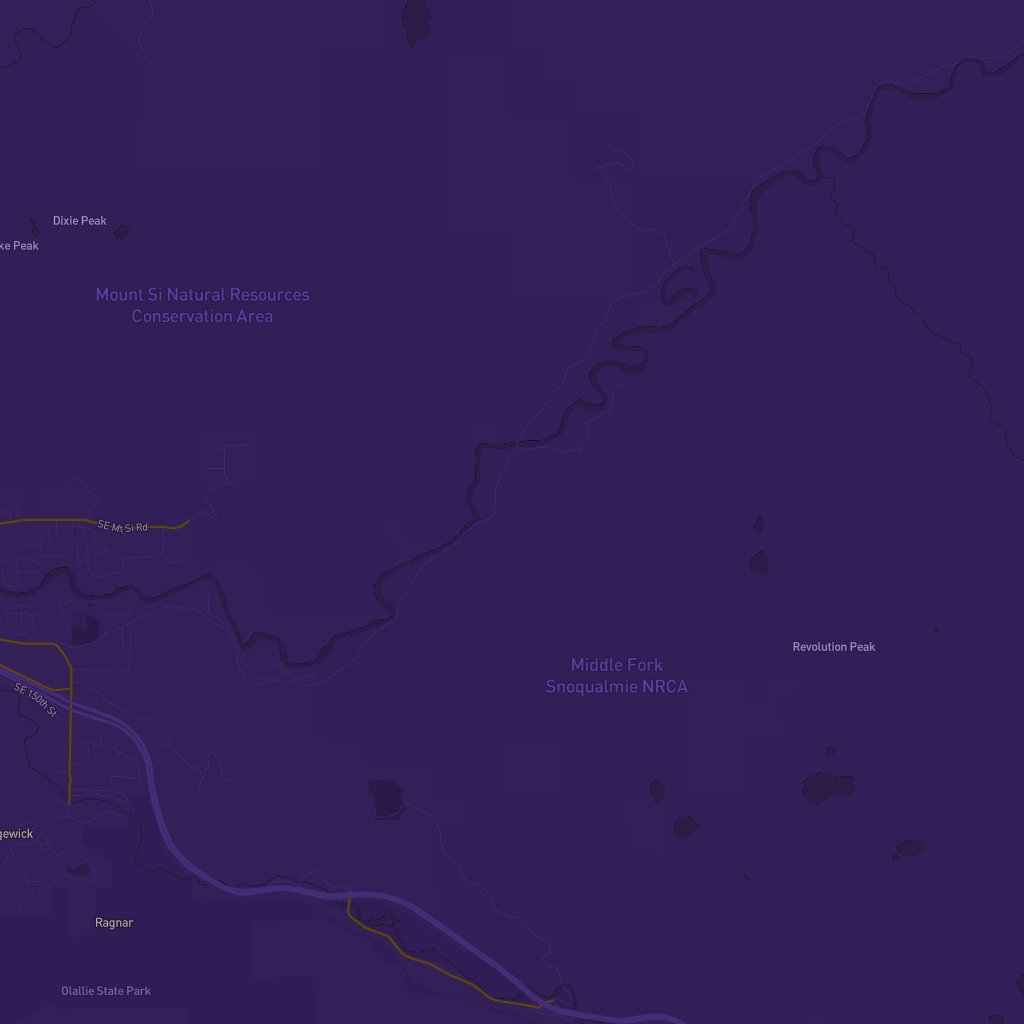 Dixie Peak
ke Peak
Mount Si Natural Resources
Conservation Area
SE Mt Si Rd
Revolution Peak
Middle Fork
Snoqualmie NRCA
SE 150th St
gewick
Ragnar
Olallie State Park